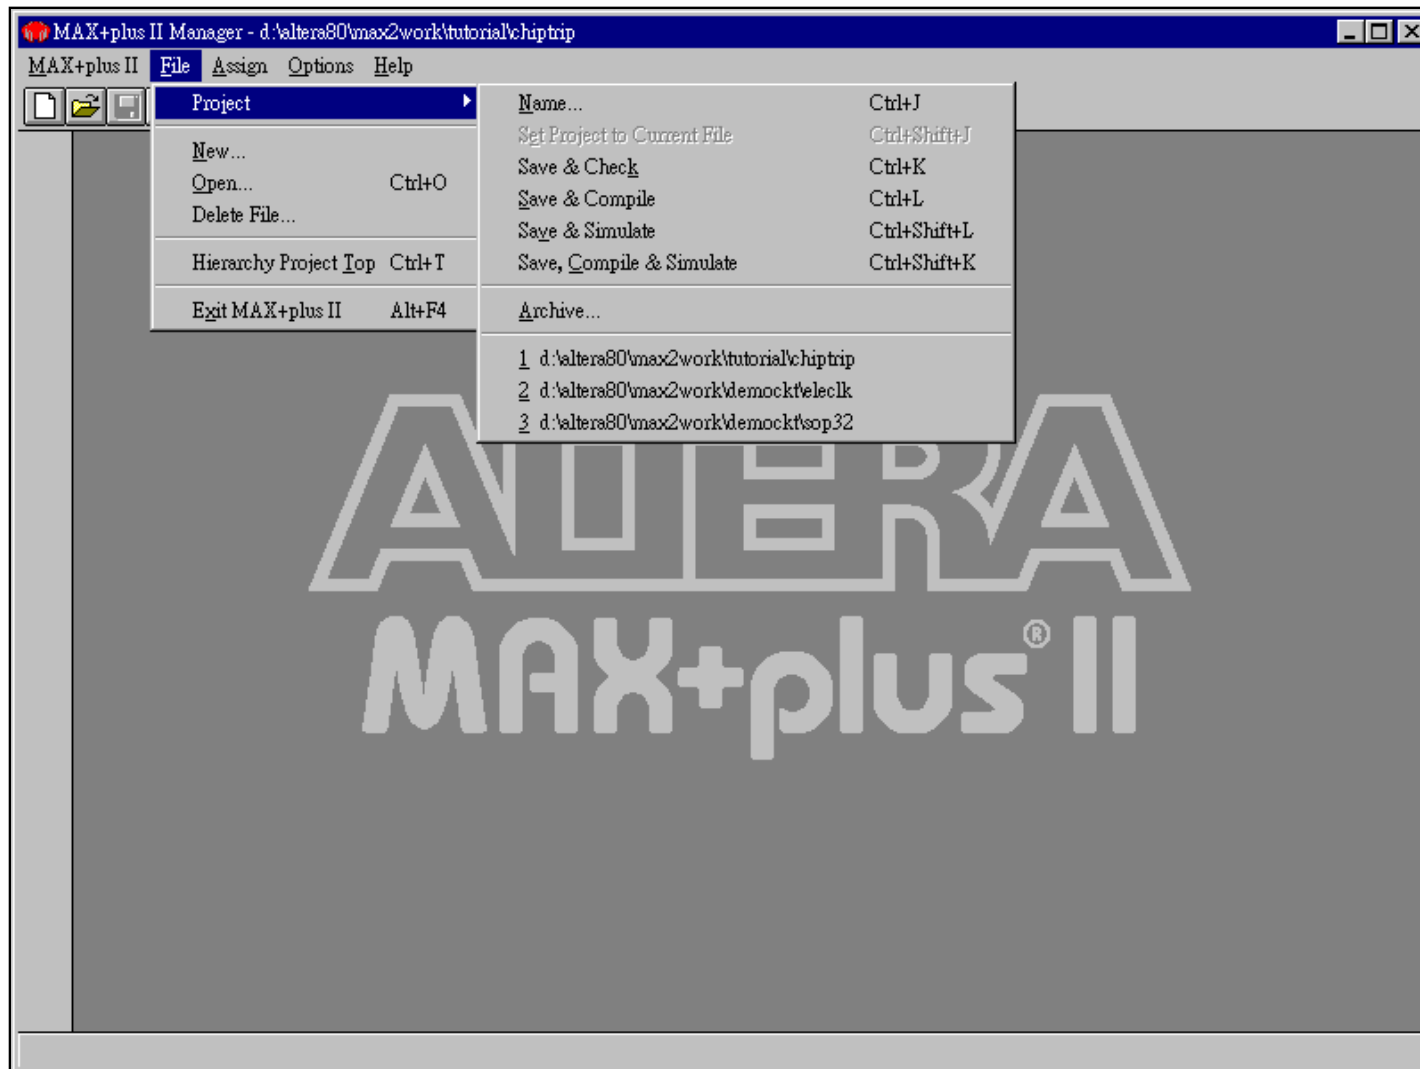 MAX+plus II Manager - d:\altera80\max2work\tutorial\chiptrip
MAX+plus II File Assign Options Help
Project
New...
Open... Ctrl+O
Delete File...
Hierarchy Project Top Ctrl+T
Exit MAX+plus II Alt+F4
Name... Ctrl+J
Set Project to Current File Ctrl+Shift+J
Save & Check Ctrl+K
Save & Compile Ctrl+L
Save & Simulate Ctrl+Shift+L
Save, Compile & Simulate Ctrl+Shift+K
Archive...
1 d:\altera80\max2work\tutorial\chiptrip
2 d:\altera80\max2work\demockt\eleclk
3 d:\altera80\max2work\demockt\sop32
ALTERA
MAX+plus® II